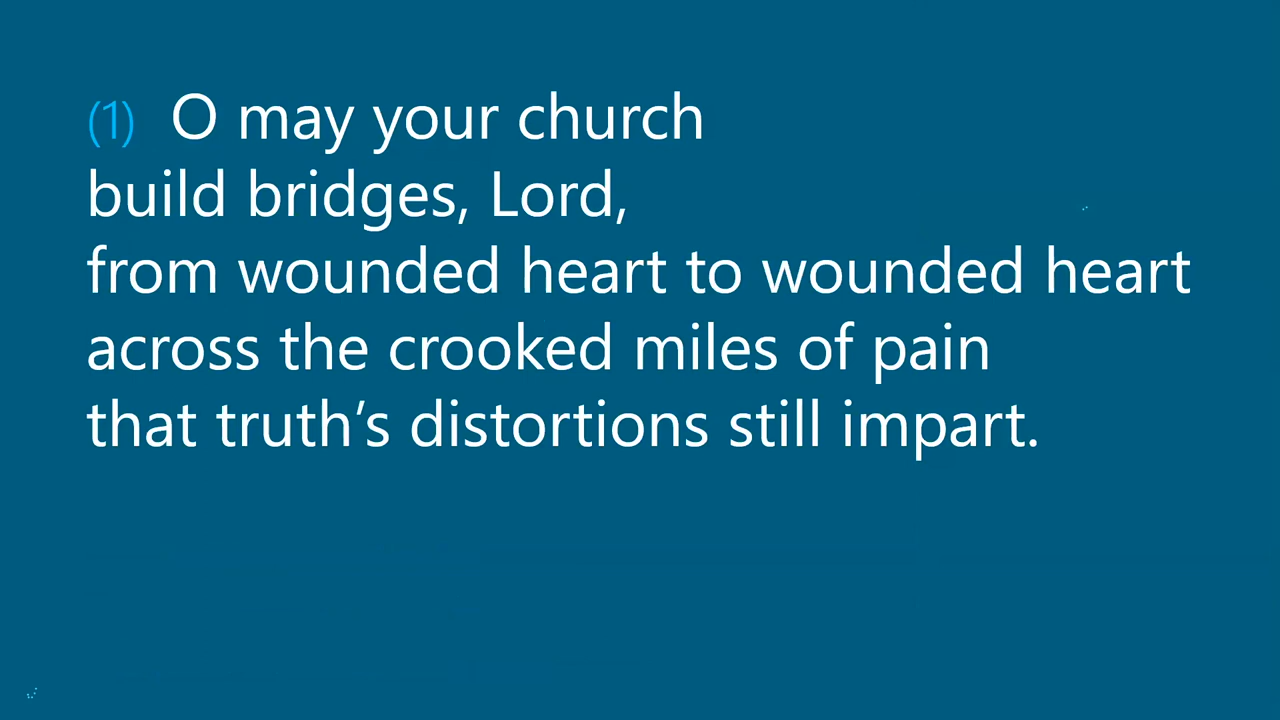 (1) O may your church
build bridges, Lord,
from wounded heart to wounded heart
across the crooked miles of pain
that truth’s distortions still impart.